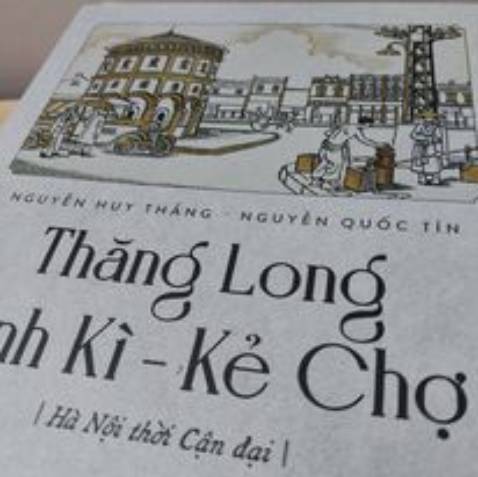 NGUYỄN HUY THẮNG - NGUYỄN QUỐC TÍN
Thăng Long
nh Kì - Kẻ Chợ
| Hà Nội thời Cận đại |